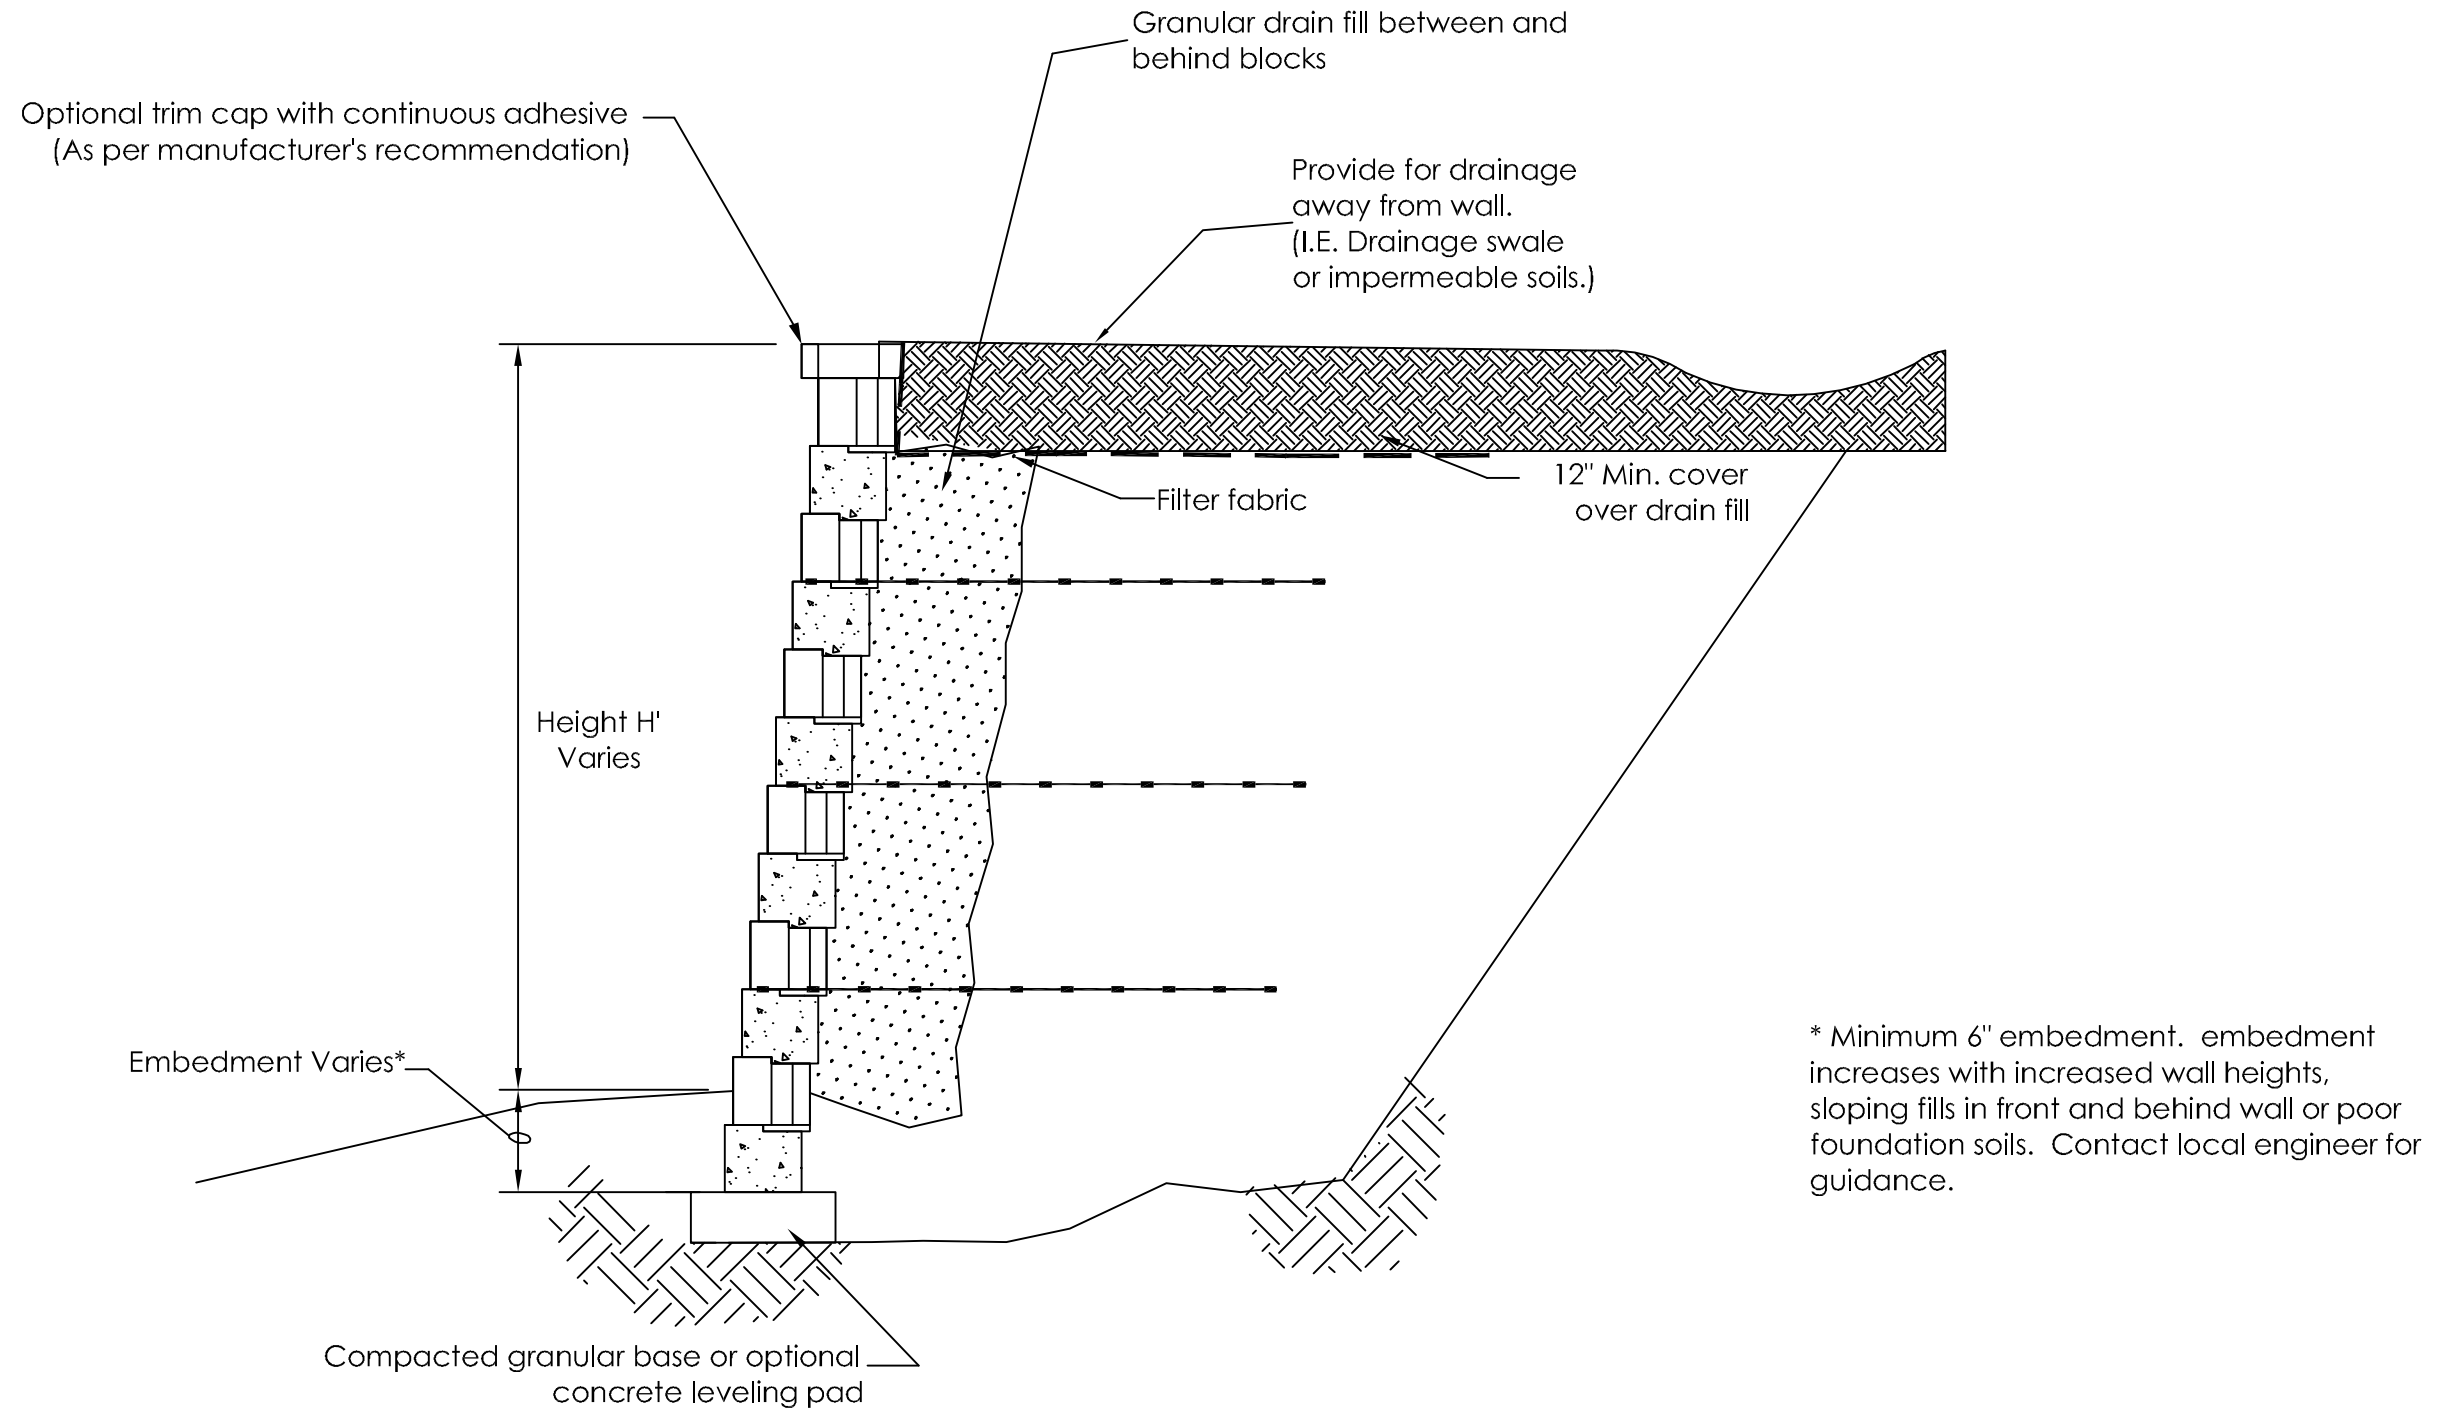 Granular drain fill between and
behind blocks
Optional trim cap with continuous adhesive
(As per manufacturer's recommendation)
Provide for drainage
away from wall.
(I.E. Drainage swale
or impermeable soils.)
12" Min. cover
over drain fill
Filter fabric
Height H'
Varies
Embedment Varies*
* Minimum 6" embedment.  embedment
increases with increased wall heights,
sloping fills in front and behind wall or poor
foundation soils.  Contact local engineer for
guidance.
Compacted granular base or optional
concrete leveling pad